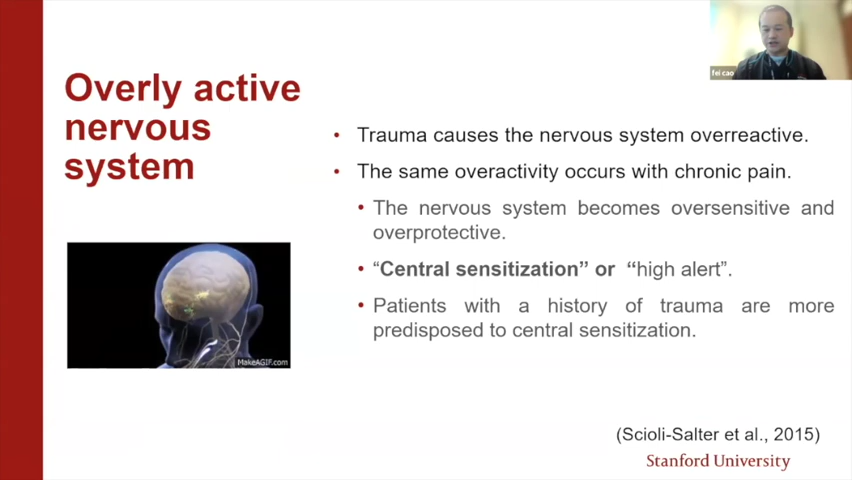 fei cao
Overly active
nervous
system
• Trauma causes the nervous system overreactive.
• The same overactivity occurs with chronic pain.
• The nervous system becomes oversensitive and
overprotective.
• “Central sensitization” or “high alert”.
• Patients with a history of trauma are more
predisposed to central sensitization.
MakeAGIF.com
(Scioli-Salter et al., 2015)
Stanford University